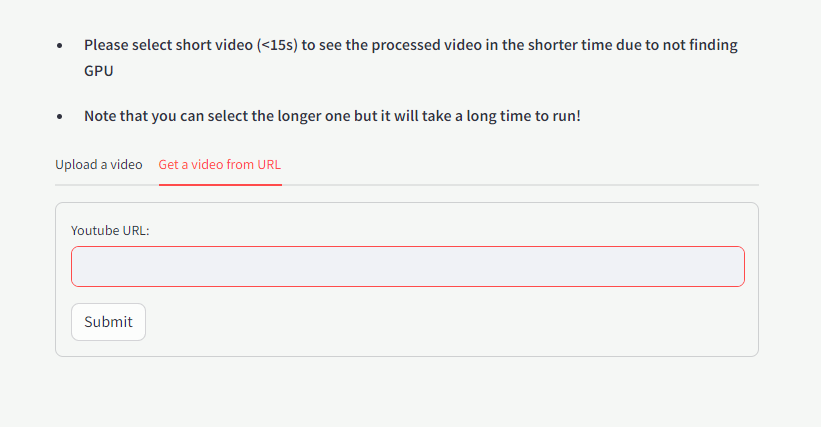 Please select short video (<15s) to see the processed video in the shorter time due to not finding
GPU
Note that you can select the longer one but it will take a long time to run!
Upload a video Get a video from URL
Youtube URL:
Submit